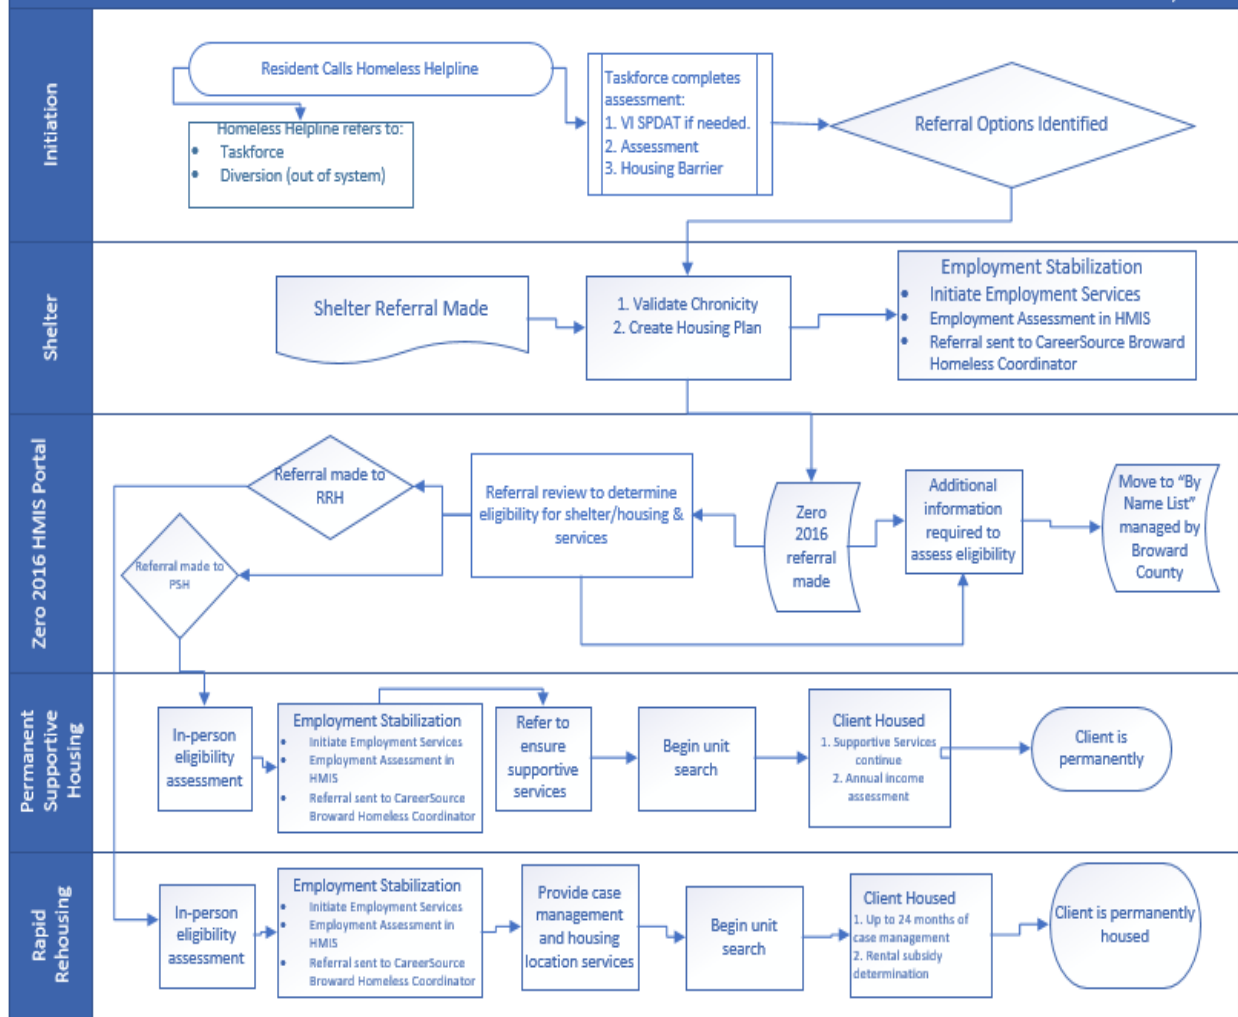 Initiation
Resident Calls Homeless Helpline
Homeless Helpline refers to:
• Taskforce
• Diversion (out of system)
Taskforce completes
assessment:
1. VI SPDAT if needed.
2. Assessment
3. Housing Barrier
Referral Options Identified
Shelter
Shelter Referral Made
1. Validate Chronicity
2. Create Housing Plan
Employment Stabilization
• Initiate Employment Services
• Employment Assessment in HMIS
• Referral sent to CareerSource Broward
Homeless Coordinator
Zero 2016 HMIS Portal
Referral made to
RRH
Referral made to
PSH
Referral review to determine
eligibility for shelter/housing &
services
Zero
2016
referral
made
Additional
information
required to
assess eligibility
Move to “By
Name List”
managed by
Broward
County
Permanent
Supportive
Housing
In-person
eligibility
assessment
Employment Stabilization
• Initiate Employment Services
• Employment Assessment in
HMIS
• Referral sent to CareerSource
Broward Homeless Coordinator
Refer to
ensure
supportive
services
Begin unit
search
Client Housed
1. Supportive Services
continue
2. Annual income
assessment
Client is
permanently
Rapid
Rehousing
In-person
eligibility
assessment
Employment Stabilization
• Initiate Employment Services
• Employment Assessment in
HMIS
• Referral sent to CareerSource
Broward Homeless Coordinator
Provide case
management
and housing
location services
Begin unit
search
Client Housed
1. Up to 24 months of
case management
2. Rental subsidy
determination
Client is permanently
housed